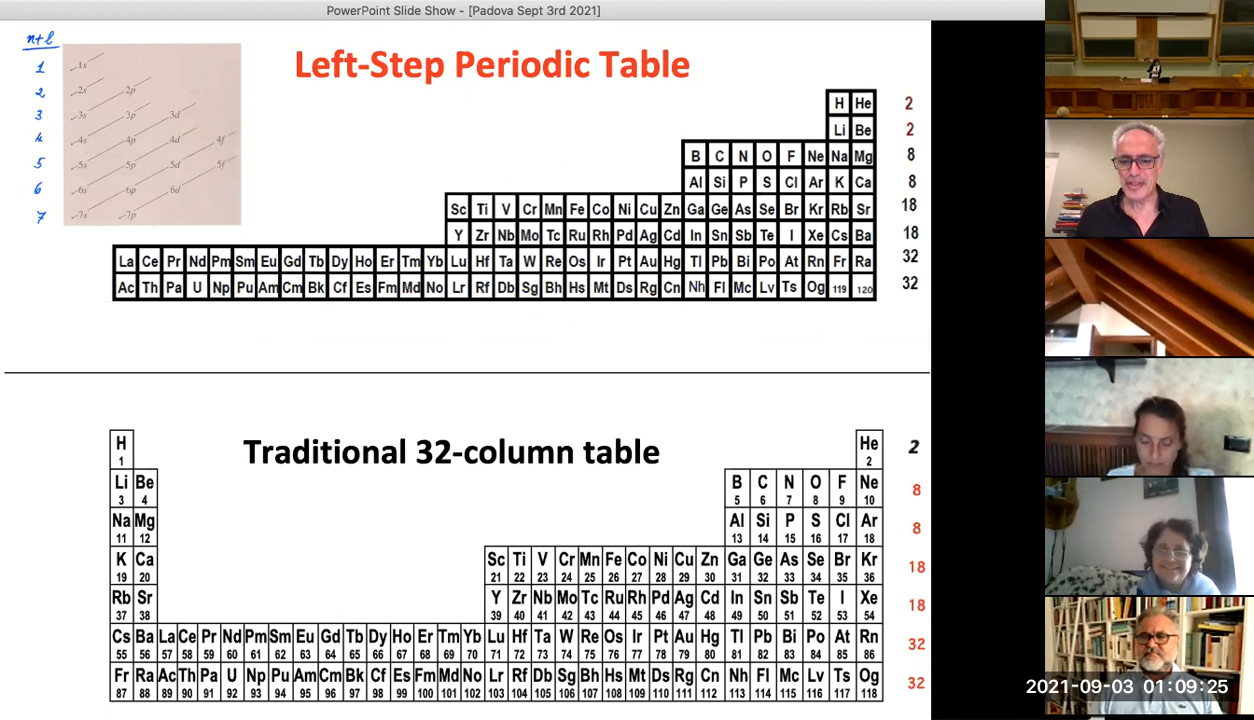 PowerPoint Slide Show - [Padova Sept 3rd 2021]
n+l
1
2
3
4
5
6
7
1s
2s 2p
3s 3p 3d
4s 4p 4d 4f
5s 5p 5d 5f
6s 6p 6d
7s 7p
Left-Step Periodic Table
H He 2
Li Be 2
B C N O F Ne Na Mg 8
Al Si P S Cl Ar K Ca 8
Sc Ti V Cr Mn Fe Co Ni Cu Zn Ga Ge As Se Br Kr Rb Sr 18
Y Zr Nb Mo Tc Ru Rh Pd Ag Cd In Sn Sb Te I Xe Cs Ba 18
La Ce Pr Nd Pm Sm Eu Gd Tb Dy Ho Er Tm Yb Lu Hf Ta W Re Os Ir Pt Au Hg Tl Pb Bi Po At Rn Fr Ra 32
Ac Th Pa U Np Pu Am Cm Bk Cf Es Fm Md No Lr Rf Db Sg Bh Hs Mt Ds Rg Cn Nh Fl Mc Lv Ts Og 119 120 32
Traditional 32-column table
H He 2
1 2
Li Be B C N O F Ne 8
3 4 5 6 7 8 9 10
Na Mg Al Si P S Cl Ar 8
11 12 13 14 15 16 17 18
K Ca Sc Ti V Cr Mn Fe Co Ni Cu Zn Ga Ge As Se Br Kr 18
19 20 21 22 23 24 25 26 27 28 29 30 31 32 33 34 35 36
Rb Sr Y Zr Nb Mo Tc Ru Rh Pd Ag Cd In Sn Sb Te I Xe 18
37 38 39 40 41 42 43 44 45 46 47 48 49 50 51 52 53 54
Cs Ba La Ce Pr Nd Pm Sm Eu Gd Tb Dy Ho Er Tm Yb Lu Hf Ta W Re Os Ir Pt Au Hg Tl Pb Bi Po At Rn 32
55 56 57 58 59 60 61 62 63 64 65 66 67 68 69 70 71 72 73 74 75 76 77 78 79 80 81 82 83 84 85 86
Fr Ra Ac Th Pa U Np Pu Am Cm Bk Cf Es Fm Md No Lr Rf Db Sg Bh Hs Mt Ds Rg Cn Nh Fl Mc Lv Ts Og 32
87 88 89 90 91 92 93 94 95 96 97 98 99 100 101 102 103 104 105 106 107 108 109 110 111 112 113 114 115 116 117 118
2021-09-03 01:09:25